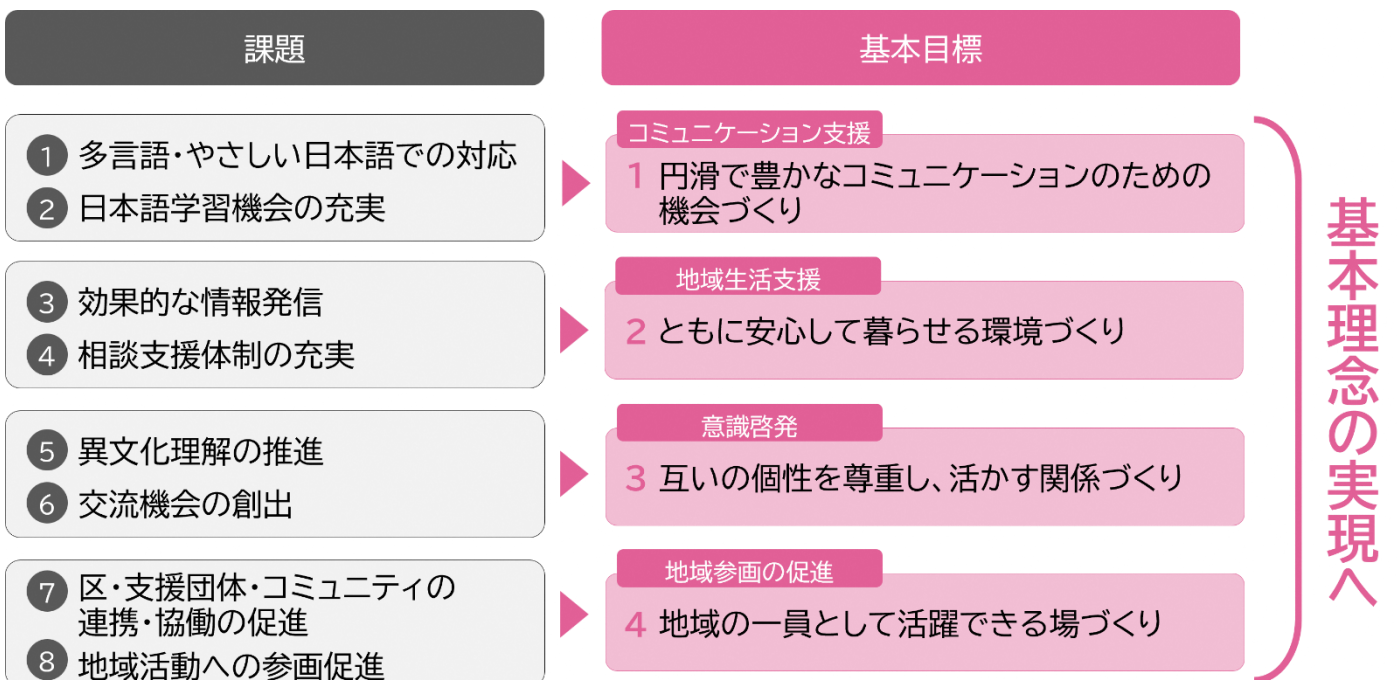 課題
基本目標
1 多言語・やさしい日本語での対応
2 日本語学習機会の充実
コミュニケーション支援
1 円滑で豊かなコミュニケーションのための
機会づくり
3 効果的な情報発信
4 相談支援体制の充実
地域生活支援
2 ともに安心して暮らせる環境づくり
5 異文化理解の推進
6 交流機会の創出
意識啓発
3 互いの個性を尊重し、活かす関係づくり
7 区・支援団体・コミュニティの
連携・協働の促進
8 地域活動への参画促進
地域参画の促進
4 地域の一員として活躍できる場づくり
基本理念の実現へ